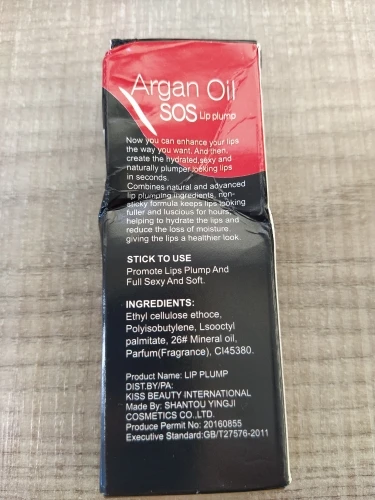 Argan Oil
SOS Lip plump
Now you can enhance your lips
the way you want. And then,
create the hydrated,sexy and
naturally plumper looking lips
in seconds.
Combines natural and advanced
lip plumping ingredients, non-
sticky formula keeps lips looking
fuller and luscious for hours,
helping to hydrate the lips and
reduce the loss of moisture.
giving the lips a healthier look.
STICK TO USE
Promote Lips Plump And
Full Sexy And Soft.
INGREDIENTS:
Ethyl cellulose ethoce,
Polyisobutylene, Lsooctyl
palmitate, 26# Mineral oil,
Parfum(Fragrance), CI45380.
Product Name: LIP PLUMP
DIST.BY/PA:
KISS BEAUTY INTERNATIONAL
Made By: SHANTOU YINGJI
COSMETICS CO.,LTD.
Produce Permit No: 20160855
Executive Standard:GB/T27576-2011